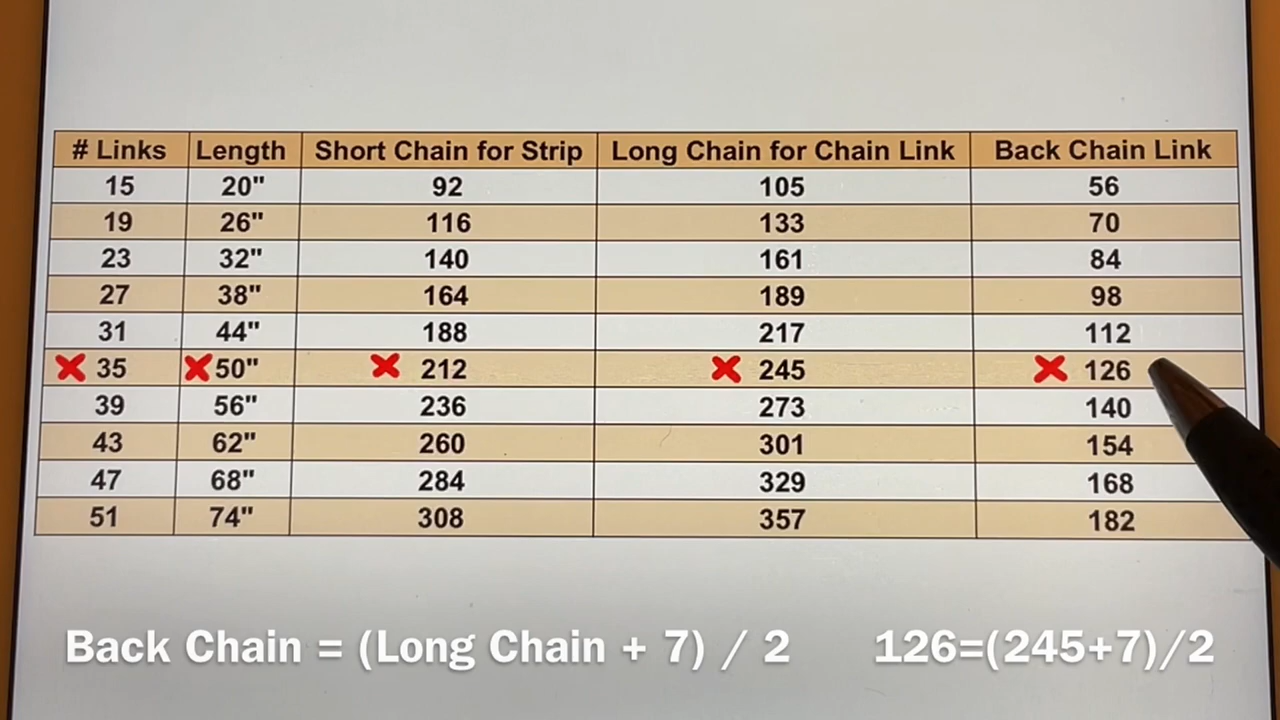 # Links Length Short Chain for Strip Long Chain for Chain Link Back Chain Link
15 20" 92 105 56
19 26" 116 133 70
23 32" 140 161 84
27 38" 164 189 98
31 44" 188 217 112
35 50" 212 245 126
39 56" 236 273 140
43 62" 260 301 154
47 68" 284 329 168
51 74" 308 357 182
Back Chain = (Long Chain + 7) / 2 126=(245+7)/2